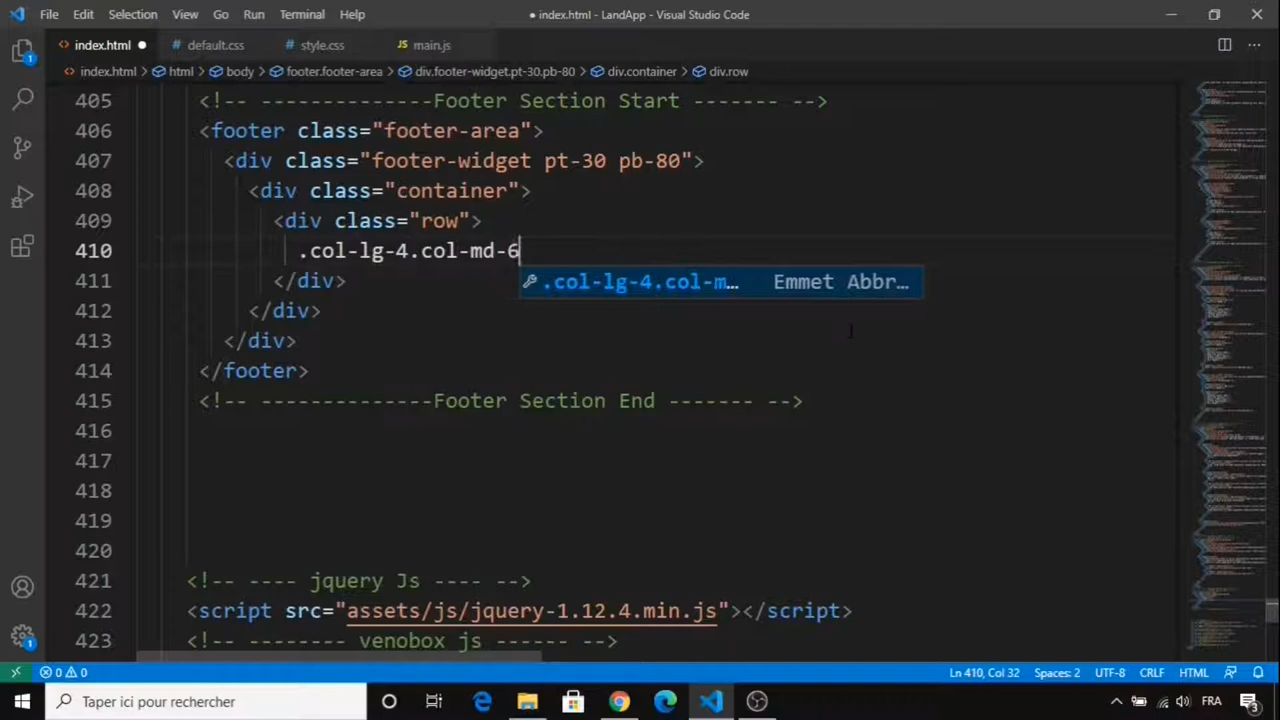 File Edit Selection View Go Run Terminal Help
● index.html - LandApp - Visual Studio Code
index.html default.css style.css JS main.js
index.html html body footer.footer-area div.footer-widget.pt-30.pb-80 div.container div.row
405 <!-- -------------Footer Section Start ------- -->
406 <footer class="footer-area">
407 <div class="footer-widget pt-30 pb-80">
408 <div class="container">
409 <div class="row">
410 .col-lg-4.col-md-6
.col-lg-4.col-m… Emmet Abbr…
411 </div>
412 </div>
413 </div>
414 </footer>
415 <!-- -------------Footer Section End ------- -->
416
417
418
419
420
421 <!-- ---- jquery Js ---- -->
422 <script src="assets/js/jquery-1.12.4.min.js"></script>
423 <!-- -------- venobox js ------- -->
0 0 Ln 410, Col 32 Spaces: 2 UTF-8 CRLF HTML
Taper ici pour rechercher FRA 3